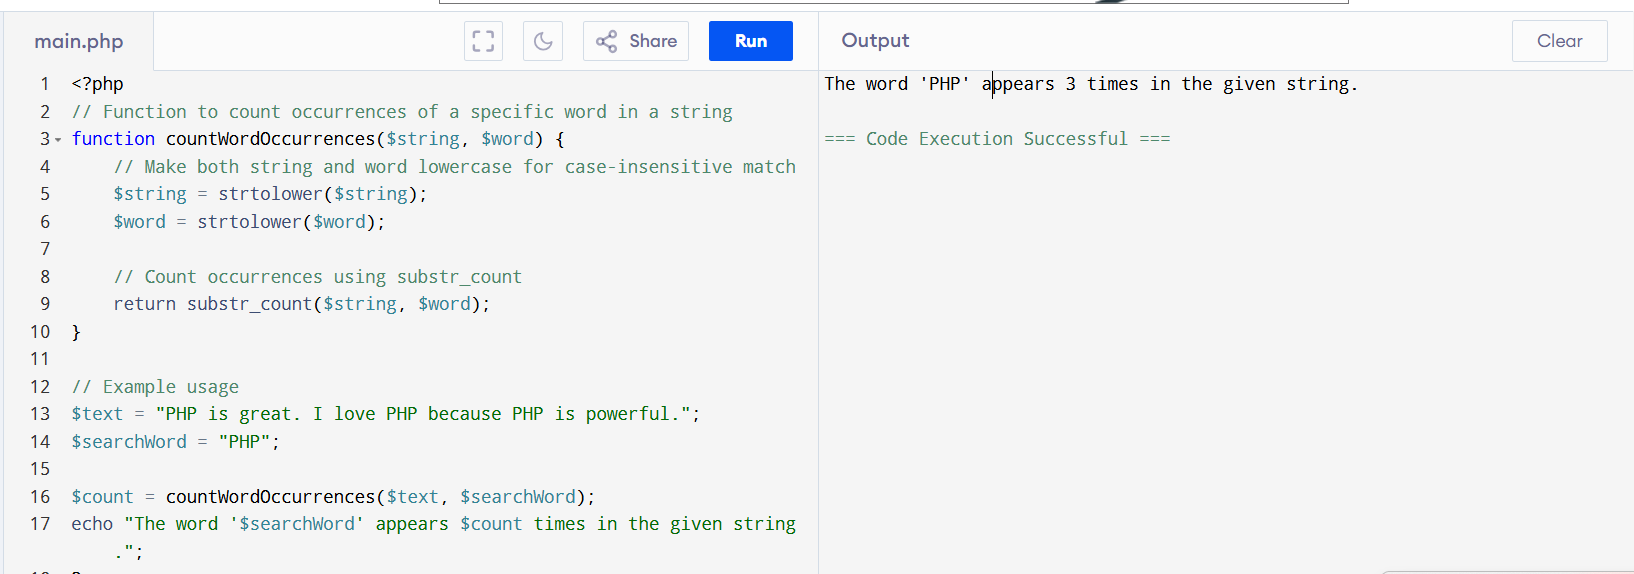 main.php
Share
Run
Output
Clear
1 <?php
2 // Function to count occurrences of a specific word in a string
3 function countWordOccurrences($string, $word) {
4 // Make both string and word lowercase for case-insensitive match
5 $string = strtolower($string);
6 $word = strtolower($word);
7
8 // Count occurrences using substr_count
9 return substr_count($string, $word);
10 }
11
12 // Example usage
13 $text = "PHP is great. I love PHP because PHP is powerful.";
14 $searchWord = "PHP";
15
16 $count = countWordOccurrences($text, $searchWord);
17 echo "The word '$searchWord' appears $count times in the given string
.";
The word 'PHP' appears 3 times in the given string.
=== Code Execution Successful ===